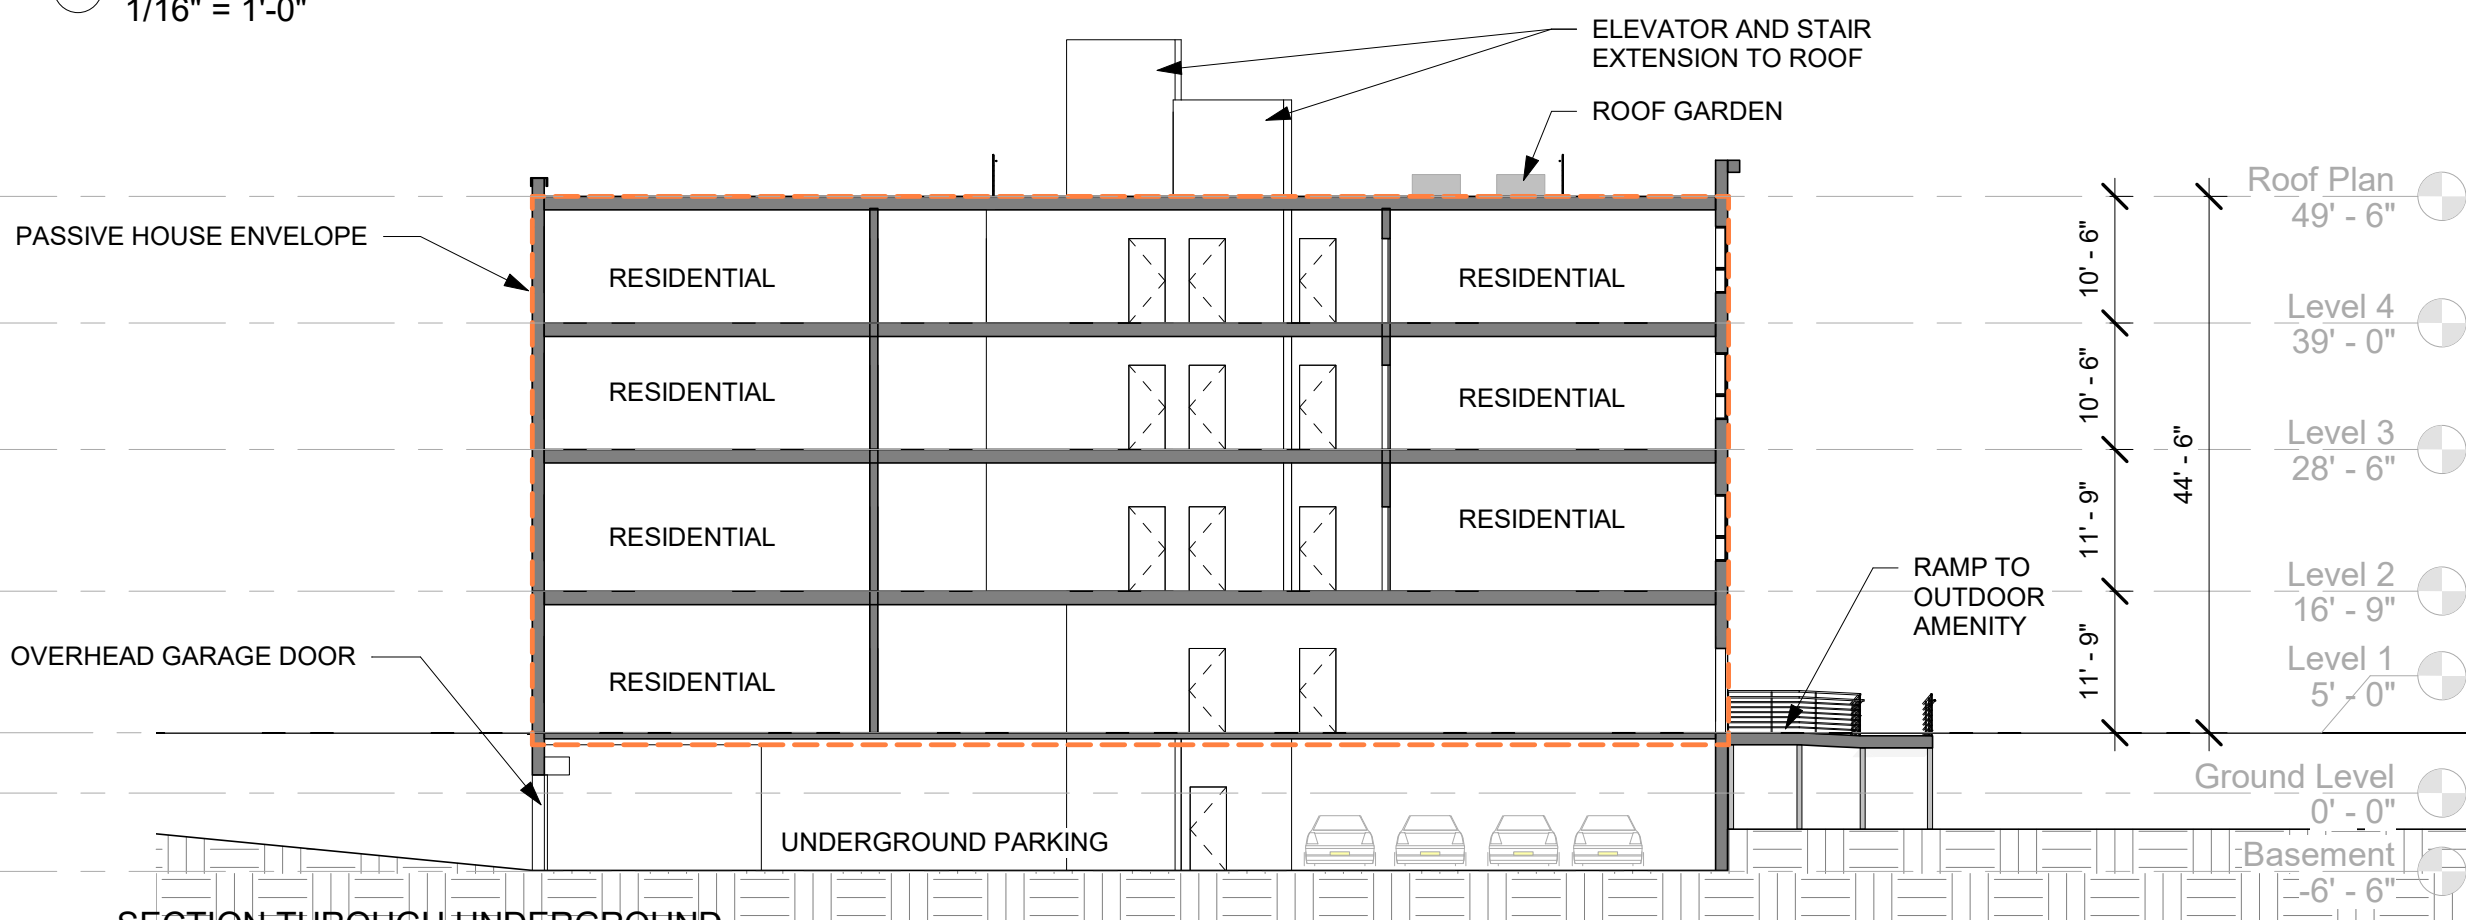 1/16" = 1'-0"
ELEVATOR AND STAIR
EXTENSION TO ROOF
ROOF GARDEN
Roof Plan
49' - 6"
PASSIVE HOUSE ENVELOPE
10' - 6"
RESIDENTIAL
RESIDENTIAL
Level 4
39' - 0"
10' - 6"
RESIDENTIAL
RESIDENTIAL
Level 3
28' - 6"
44' - 6"
11' - 9"
RESIDENTIAL
RESIDENTIAL
RAMP TO
OUTDOOR
AMENITY
Level 2
16' - 9"
11' - 9"
OVERHEAD GARAGE DOOR
RESIDENTIAL
Level 1
5' - 0"
Ground Level
0' - 0"
UNDERGROUND PARKING
Basement
-6' - 6"
SECTION THROUGH UNDERGROUND